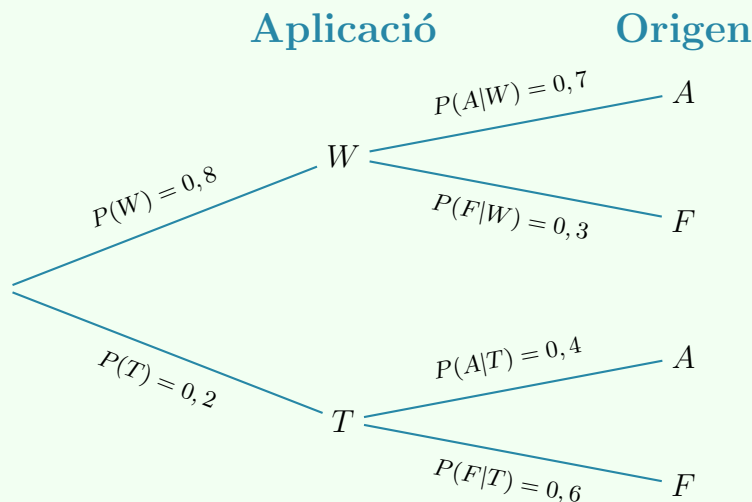 Aplicació Origen
P(A|W) = 0,7 A
W
P(W) = 0,8
P(F|W) = 0,3 F
P(A|T) = 0,4 A
P(T) = 0,2
T
P(F|T) = 0,6 F